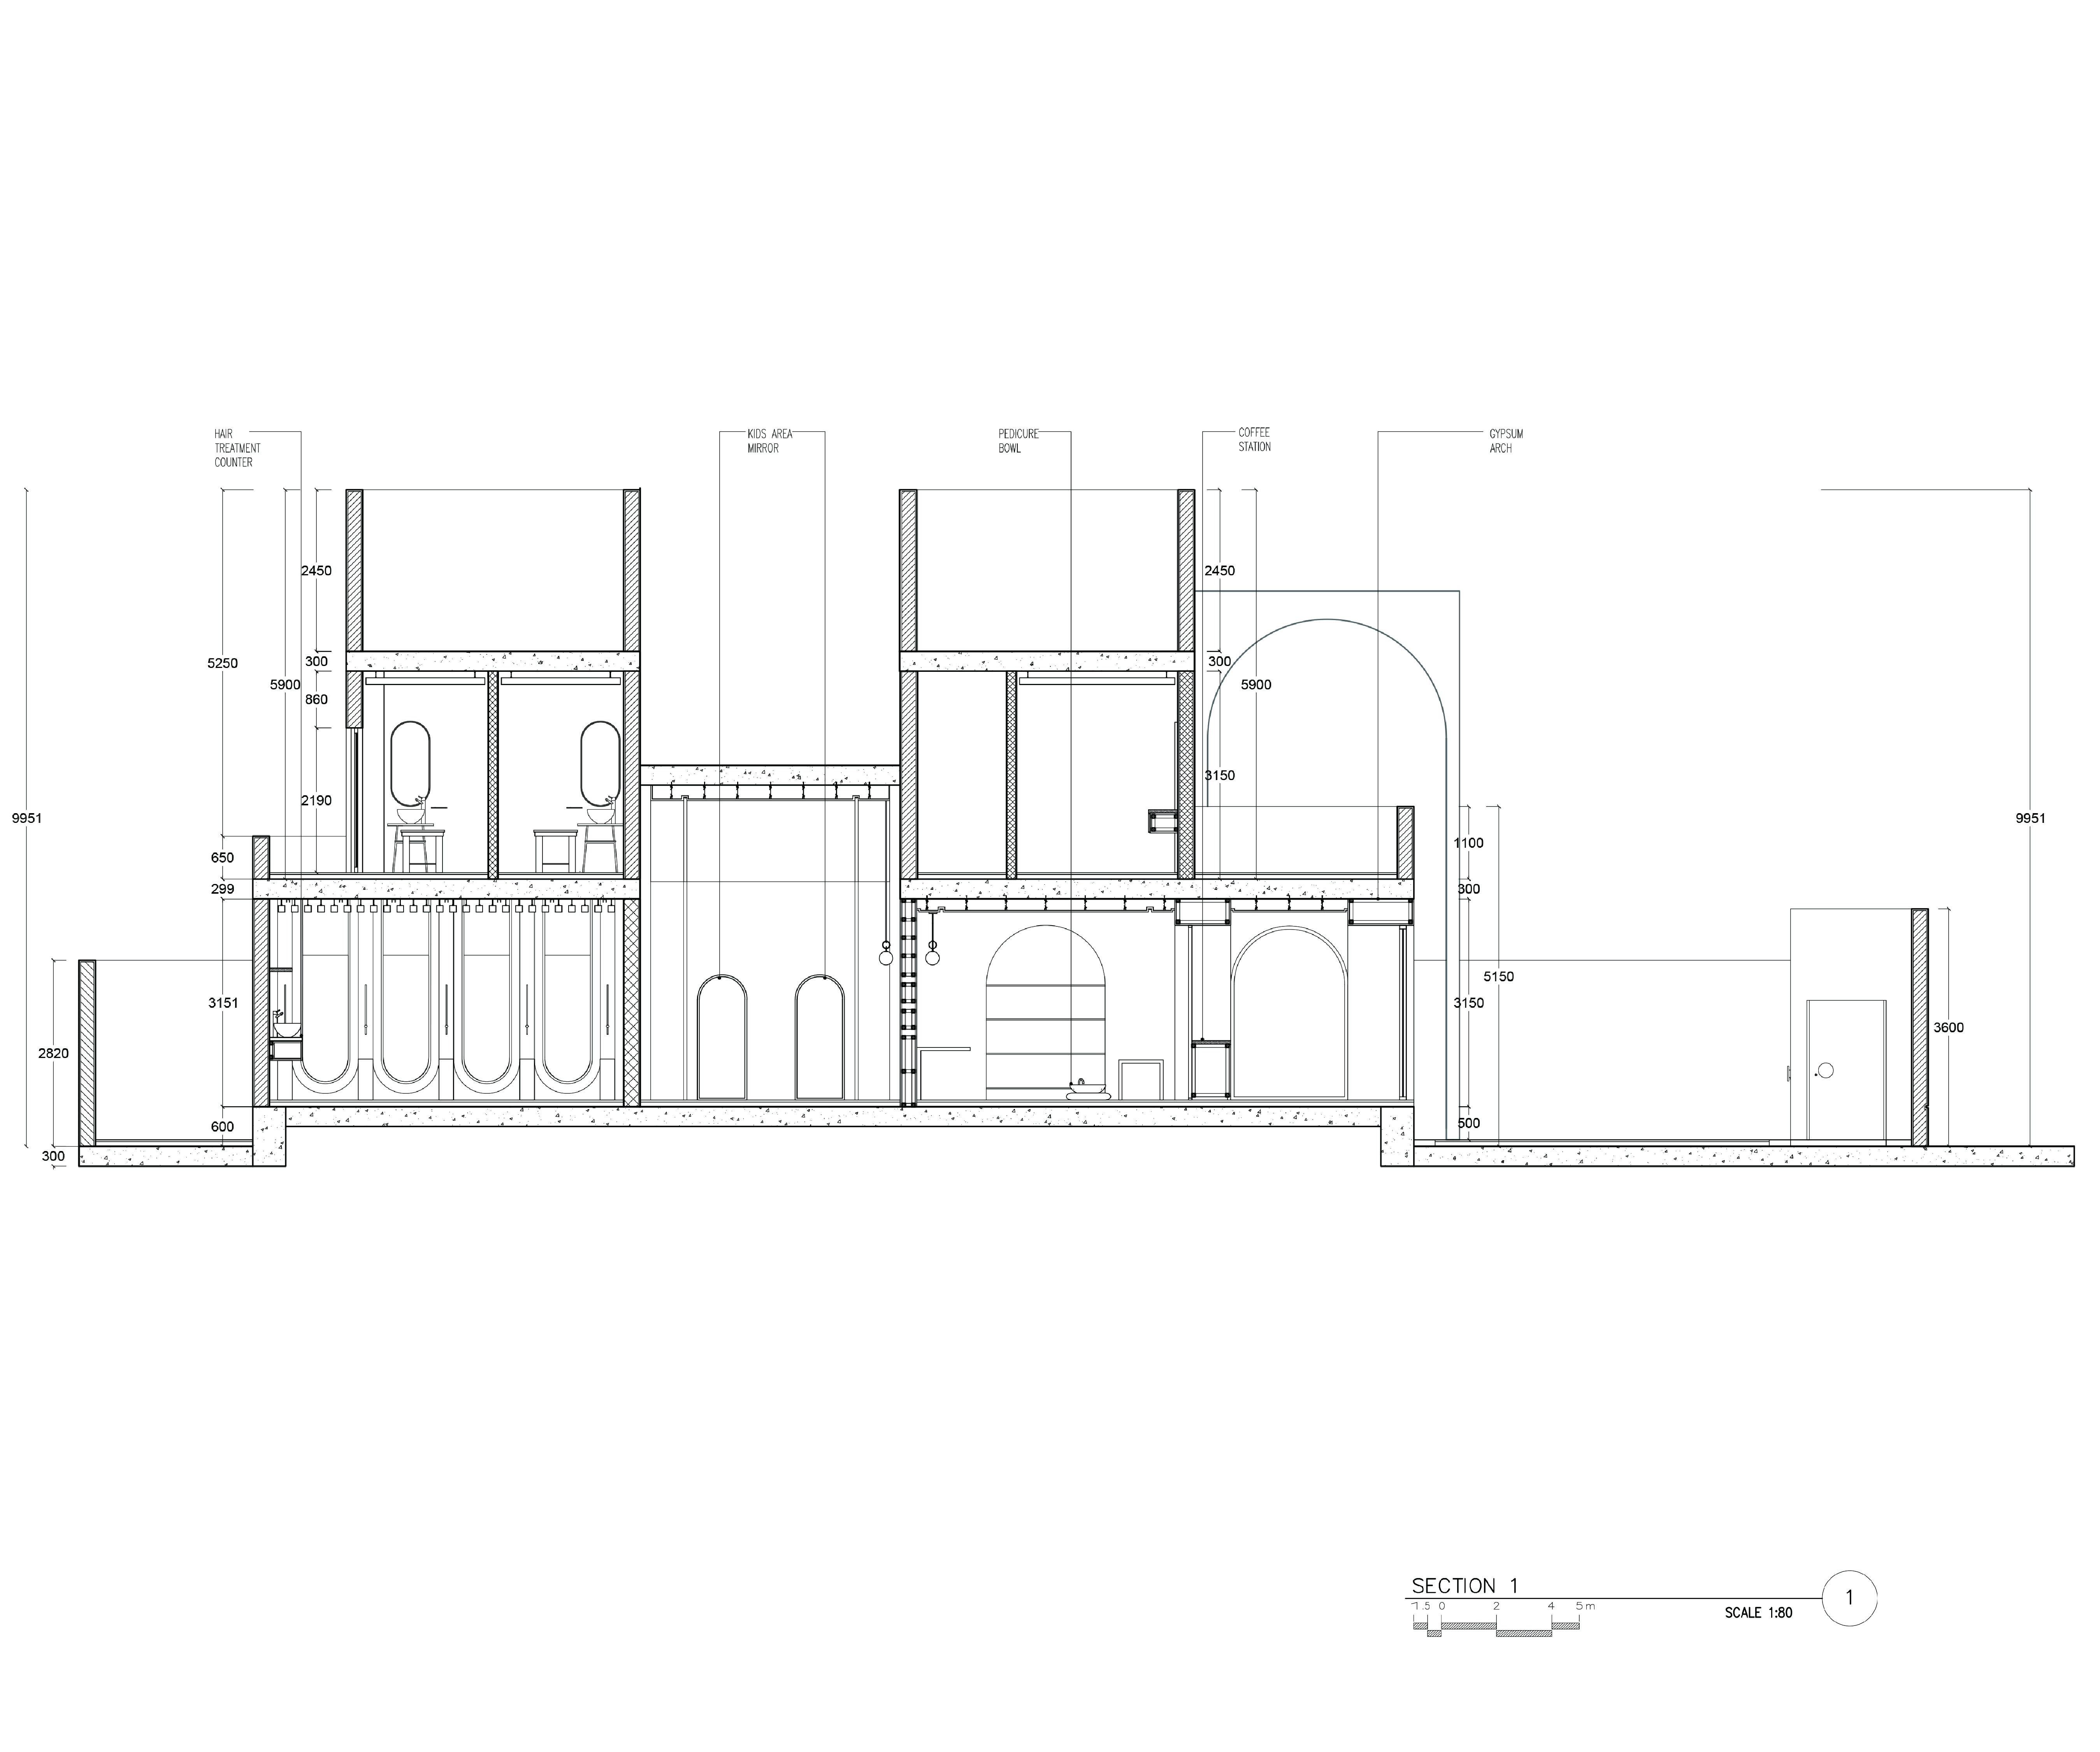 HAIR
TREATMENT
COUNTER
KIDS AREA
MIRROR
PEDICURE
BOWL
COFFEE
STATION
GYPSUM
ARCH
2450
2450
5250
300
300
5900
5900
860
3150
2190
9951
9951
1100
650
299
300
5150
3151
3150
3600
2820
600
500
300
SECTION 1
1.5 0 2 4 5m
SCALE 1:80
1